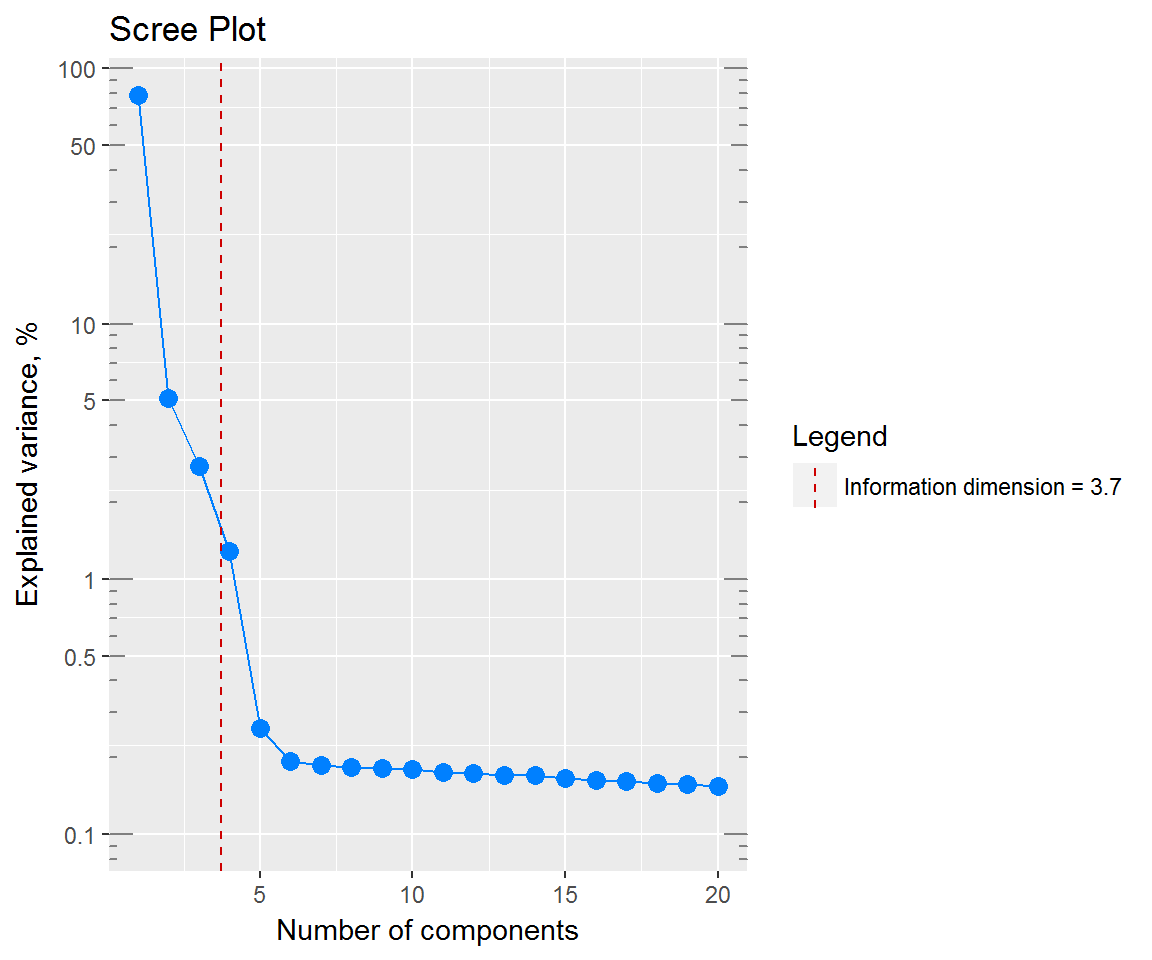 Scree Plot
Explained variance, %
100
50
10
5
1
0.5
0.1
5
10
15
20
Number of components
Legend
Information dimension = 3.7